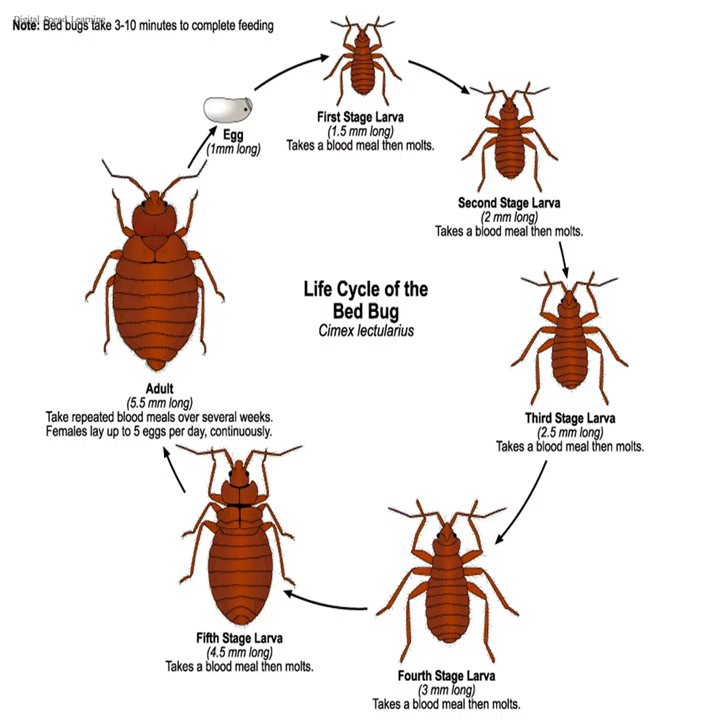 Digital Spead Learning
Note: Bed bugs take 3-10 minutes to complete feeding
Egg
(1mm long)
First Stage Larva
(1.5 mm long)
Takes a blood meal then molts.
Second Stage Larva
(2 mm long)
Takes a blood meal then molts.
Life Cycle of the
Bed Bug
Cimex lectularius
Third Stage Larva
(2.5 mm long)
Takes a blood meal then molts.
Adult
(5.5 mm long)
Take repeated blood meals over several weeks.
Females lay up to 5 eggs per day, continuously.
Fifth Stage Larva
(4.5 mm long)
Takes a blood meal then molts.
Fourth Stage Larva
(3 mm long)
Takes a blood meal then molts.